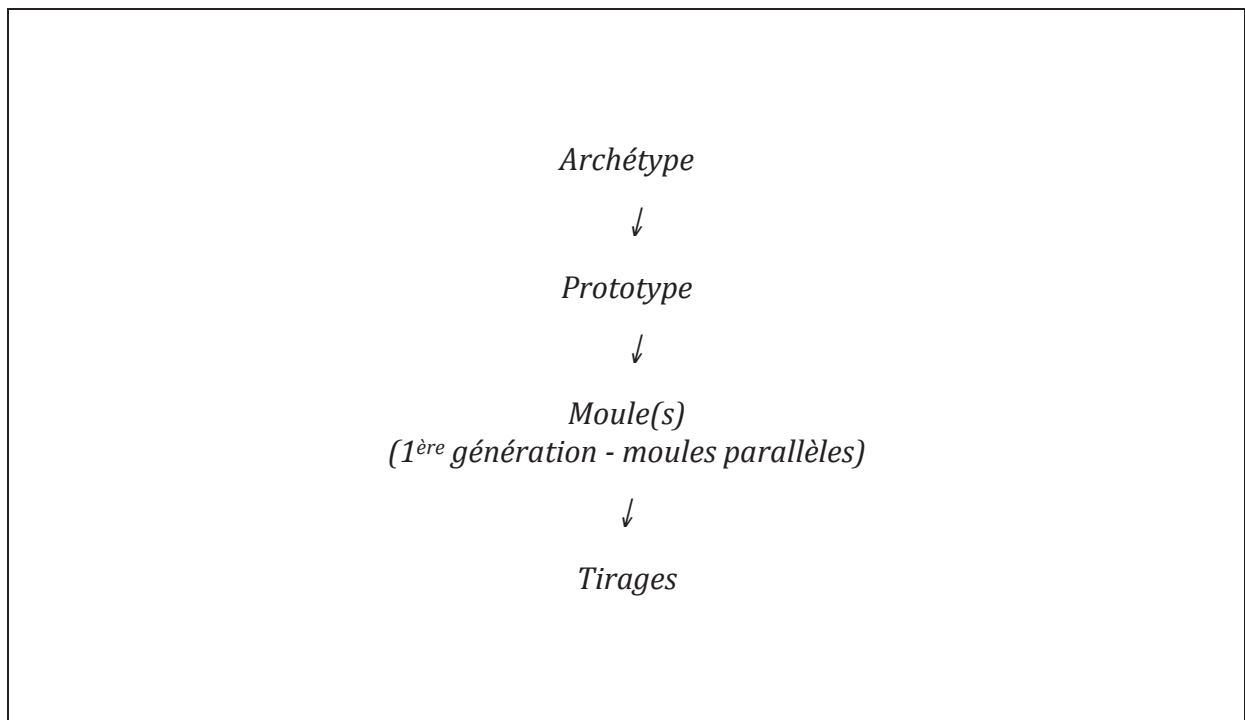 Archétype
↓
Prototype
↓
Moule(s)
(1ère génération - moules parallèles)
↓
Tirages